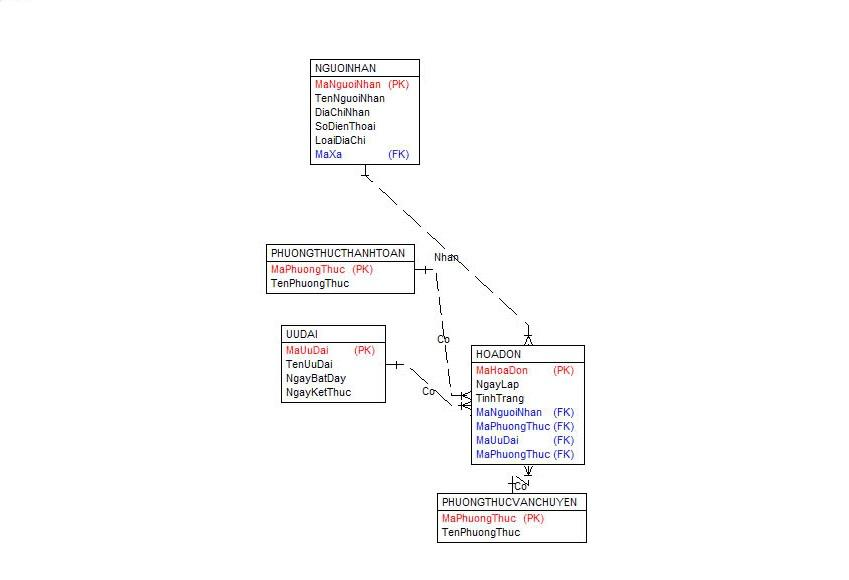 NGUOINHAN
MaNguoiNhan (PK)
TenNguoiNhan
DiaChiNhan
SoDienThoai
LoaiDiaChi
MaXa (FK)
Nhan
PHUONGTHUCTHANHTOAN
MaPhuongThuc (PK)
TenPhuongThuc
Co
UUDAI
MaUuDai (PK)
TenUuDai
NgayBatDay
NgayKetThuc
Co
HOADON
MaHoaDon (PK)
NgayLap
TinhTrang
MaNguoiNhan (FK)
MaPhuongThuc (FK)
MaUuDai (FK)
MaPhuongThuc (FK)
Co
PHUONGTHUCVANCHUYEN
MaPhuongThuc (PK)
TenPhuongThuc